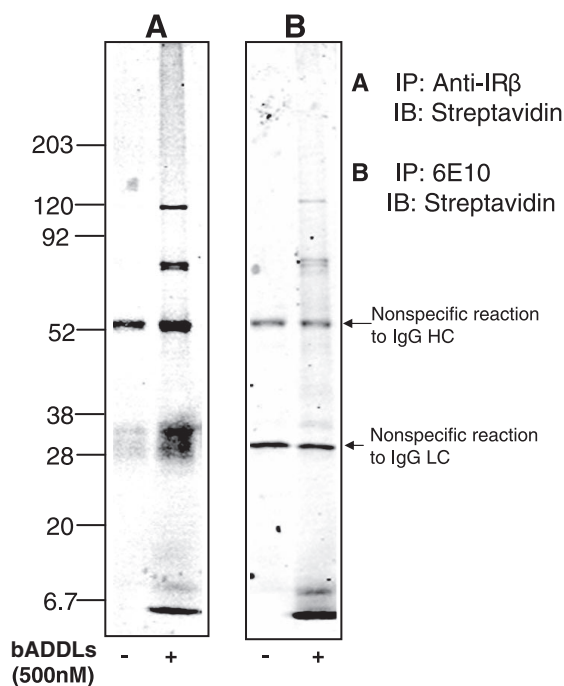 A
B
A IP: Anti-IRβ
IB: Streptavidin
B IP: 6E10
IB: Streptavidin
203
120
92
52
38
28
20
6.7
Nonspecific reaction
to IgG HC
Nonspecific reaction
to IgG LC
bADDLs - + - +
(500nM)